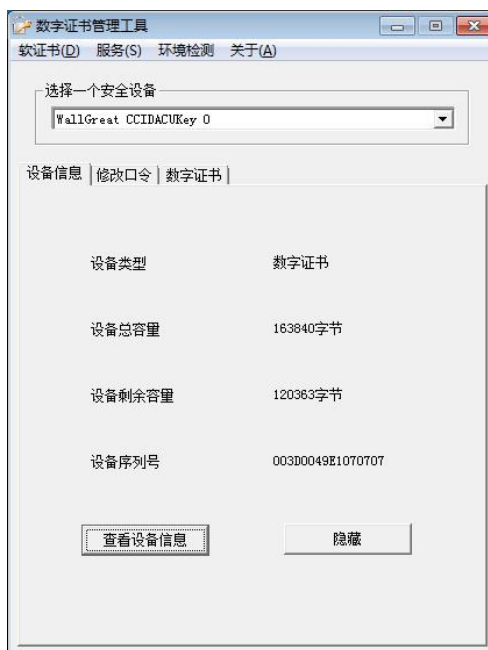 数字证书管理工具
软证书(D) 服务(S) 环境检测 关于(A)
选择一个安全设备
WallGreat CCIDACUKey 0
设备信息 修改口令 数字证书
设备类型 数字证书
设备总容量 163840字节
设备剩余容量 120363字节
设备序列号 003D0049E1070707
查看设备信息 隐藏